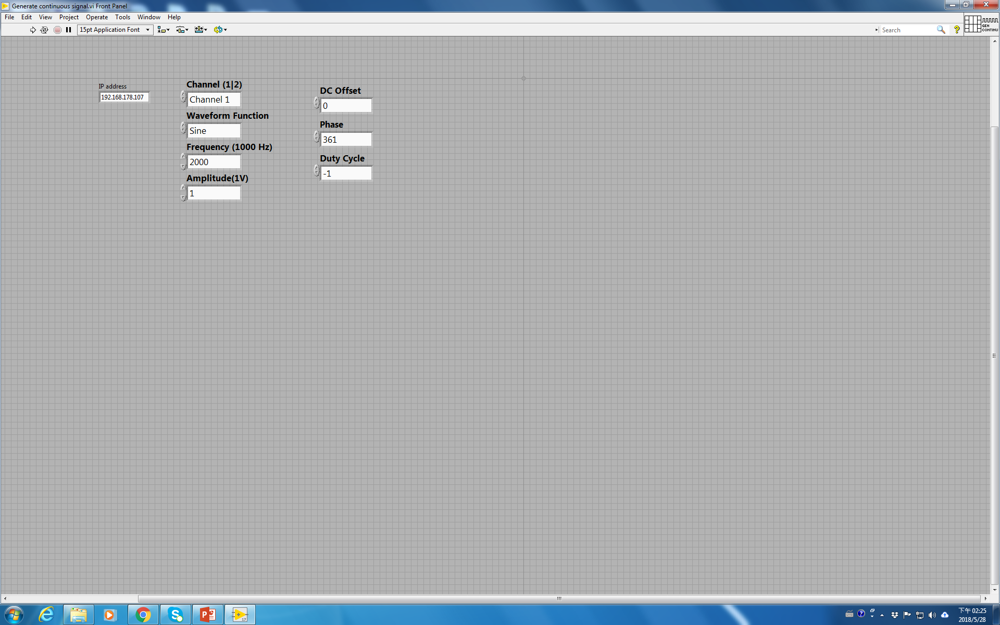 Generate continuous signal.vi Front Panel
File Edit View Project Operate Tools Window Help
15pt Application Font
Search
GEN
CONTINU
IP address
192.168.178.107
Channel (1|2)
Channel 1
Waveform Function
Sine
Frequency (1000 Hz)
2000
Amplitude(1V)
1
DC Offset
0
Phase
361
Duty Cycle
-1
17
下午 02:25
2018/5/28